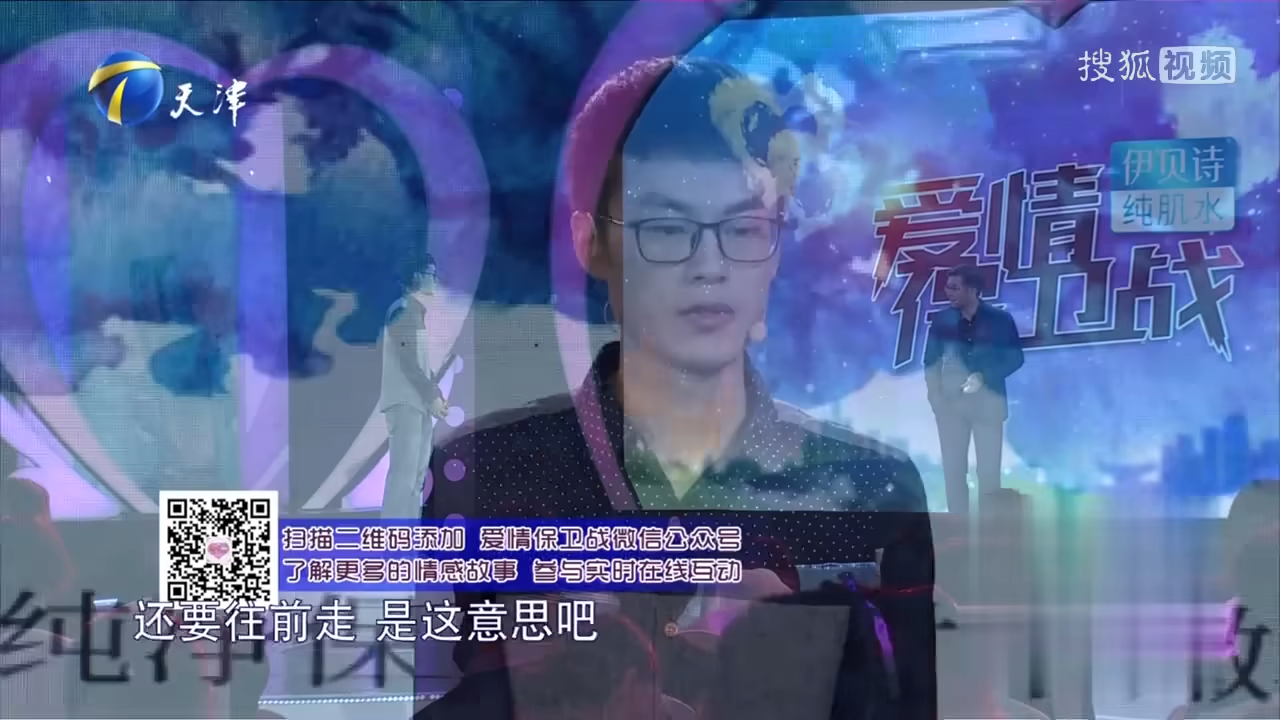 天津
搜狐视频
伊贝诗
纯肌水
爱情
保卫战
扫描二维码添加 爱情保卫战微信公众号
了解更多的情感故事 参与实时在线互动
还要往前走 是这意思吧
纯净保